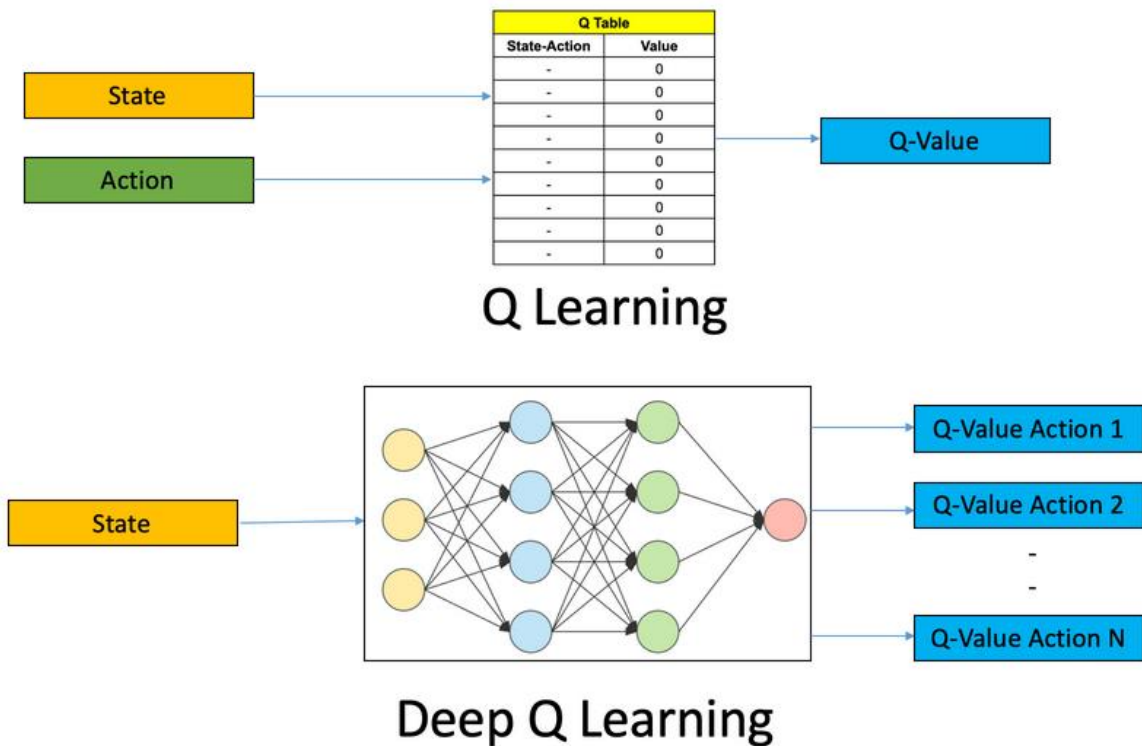 Q Table
State-Action Value
- 0
- 0
- 0
- 0
- 0
- 0
- 0
- 0
- 0
State
Action
Q-Value
Q Learning
State
Q-Value Action 1
Q-Value Action 2
-
-
Q-Value Action N
Deep Q Learning